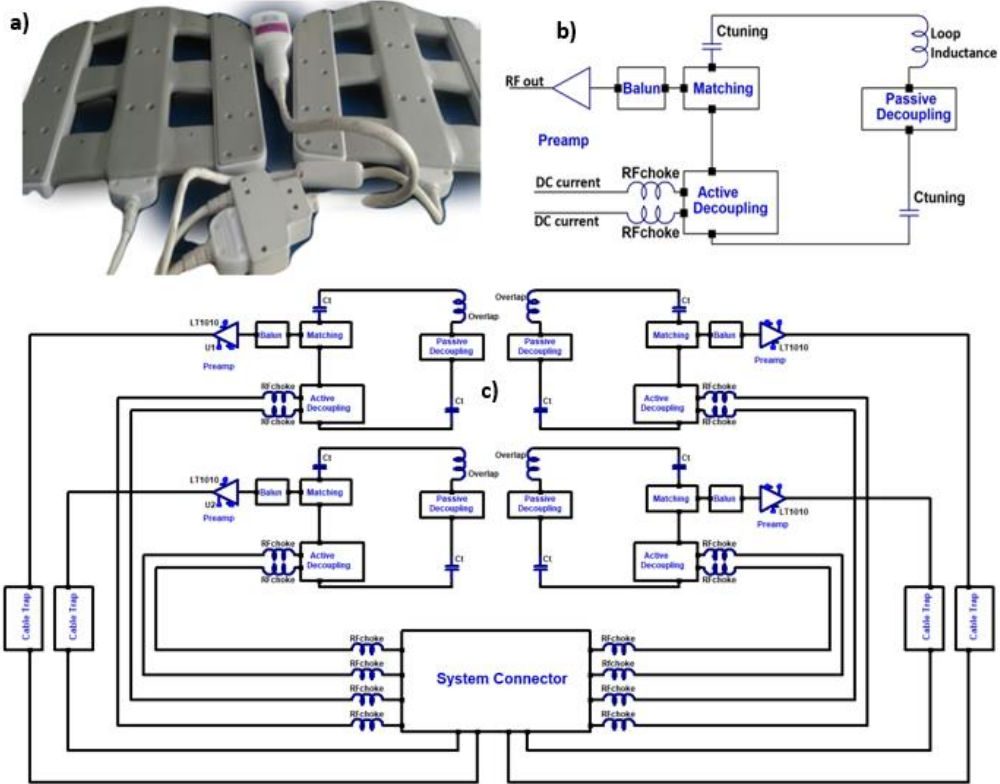 a)
b)
Ctuning
Loop
Inductance
RF out
Balun
Matching
Passive
Decoupling
Preamp
RFchoke
DC current
Active
Decoupling
DC current
RFchoke
Ctuning
c)
Ct
Overlap
LT1010
U1
Preamp
Balun
Matching
Passive
Decoupling
RFchoke
RFchoke
Active
Decoupling
Ct
Overlap
Ct
Passive
Decoupling
Matching
Balun
LT1010
Preamp
Ct
Active
Decoupling
RFchoke
RFchoke
Ct
Overlap
LT1010
U2
Preamp
Balun
Matching
Passive
Decoupling
RFchoke
RFchoke
Active
Decoupling
Ct
Overlap
Ct
Passive
Decoupling
Matching
Balun
LT1010
Preamp
Ct
Active
Decoupling
RFchoke
RFchoke
Cable Trap
Cable Trap
Cable Trap
Cable Trap
RFchoke
RFchoke
RFchoke
RFchoke
System Connector
RFchoke
Rfchoke
RFchoke
RFchoke